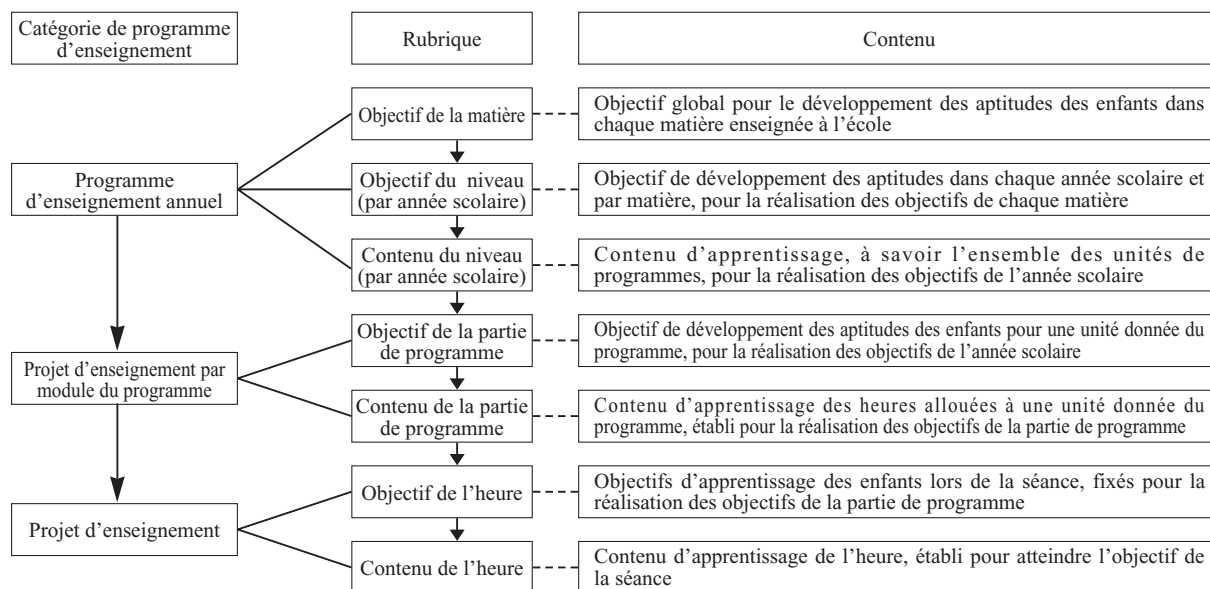 Catégorie de programme
d’enseignement
Rubrique
Contenu
Objectif de la matière
Objectif global pour le développement des aptitudes des enfants dans
chaque matière enseignée à l’école
Programme
d’enseignement annuel
Objectif du niveau
(par année scolaire)
Objectif de développement des aptitudes dans chaque année scolaire et
par matière, pour la réalisation des objectifs de chaque matière
Contenu du niveau
(par année scolaire)
Contenu d’apprentissage, à savoir l’ensemble des unités de
programmes, pour la réalisation des objectifs de l’année scolaire
Objectif de la partie
de programme
Objectif de développement des aptitudes des enfants pour une unité donnée du
programme, pour la réalisation des objectifs de l’année scolaire
Projet d’enseignement par
module du programme
Contenu de la partie
de programme
Contenu d’apprentissage des heures allouées à une unité donnée du
programme, établi pour la réalisation des objectifs de la partie de programme
Objectif de l’heure
Objectifs d’apprentissage des enfants lors de la séance, fixés pour la
réalisation des objectifs de la partie de programme
Projet d’enseignement
Contenu de l’heure
Contenu d’apprentissage de l’heure, établi pour atteindre l’objectif de
la séance